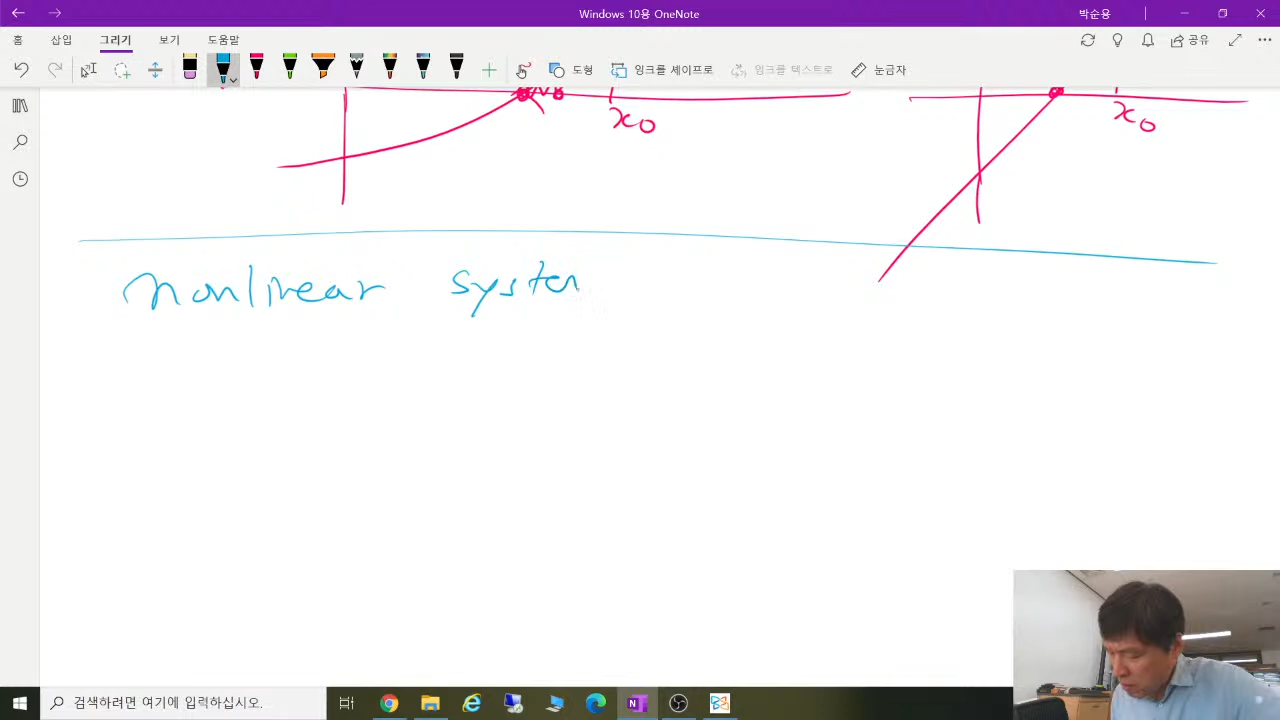 Windows 10용 OneNote
박순용
홈 삽입 그리기 보기 도움말
공유
도형 잉크를 셰이프로 잉크를 텍스트로 눈금자
x0 x0
nonlinear system
검색하려면 여기에 입력하십시오.